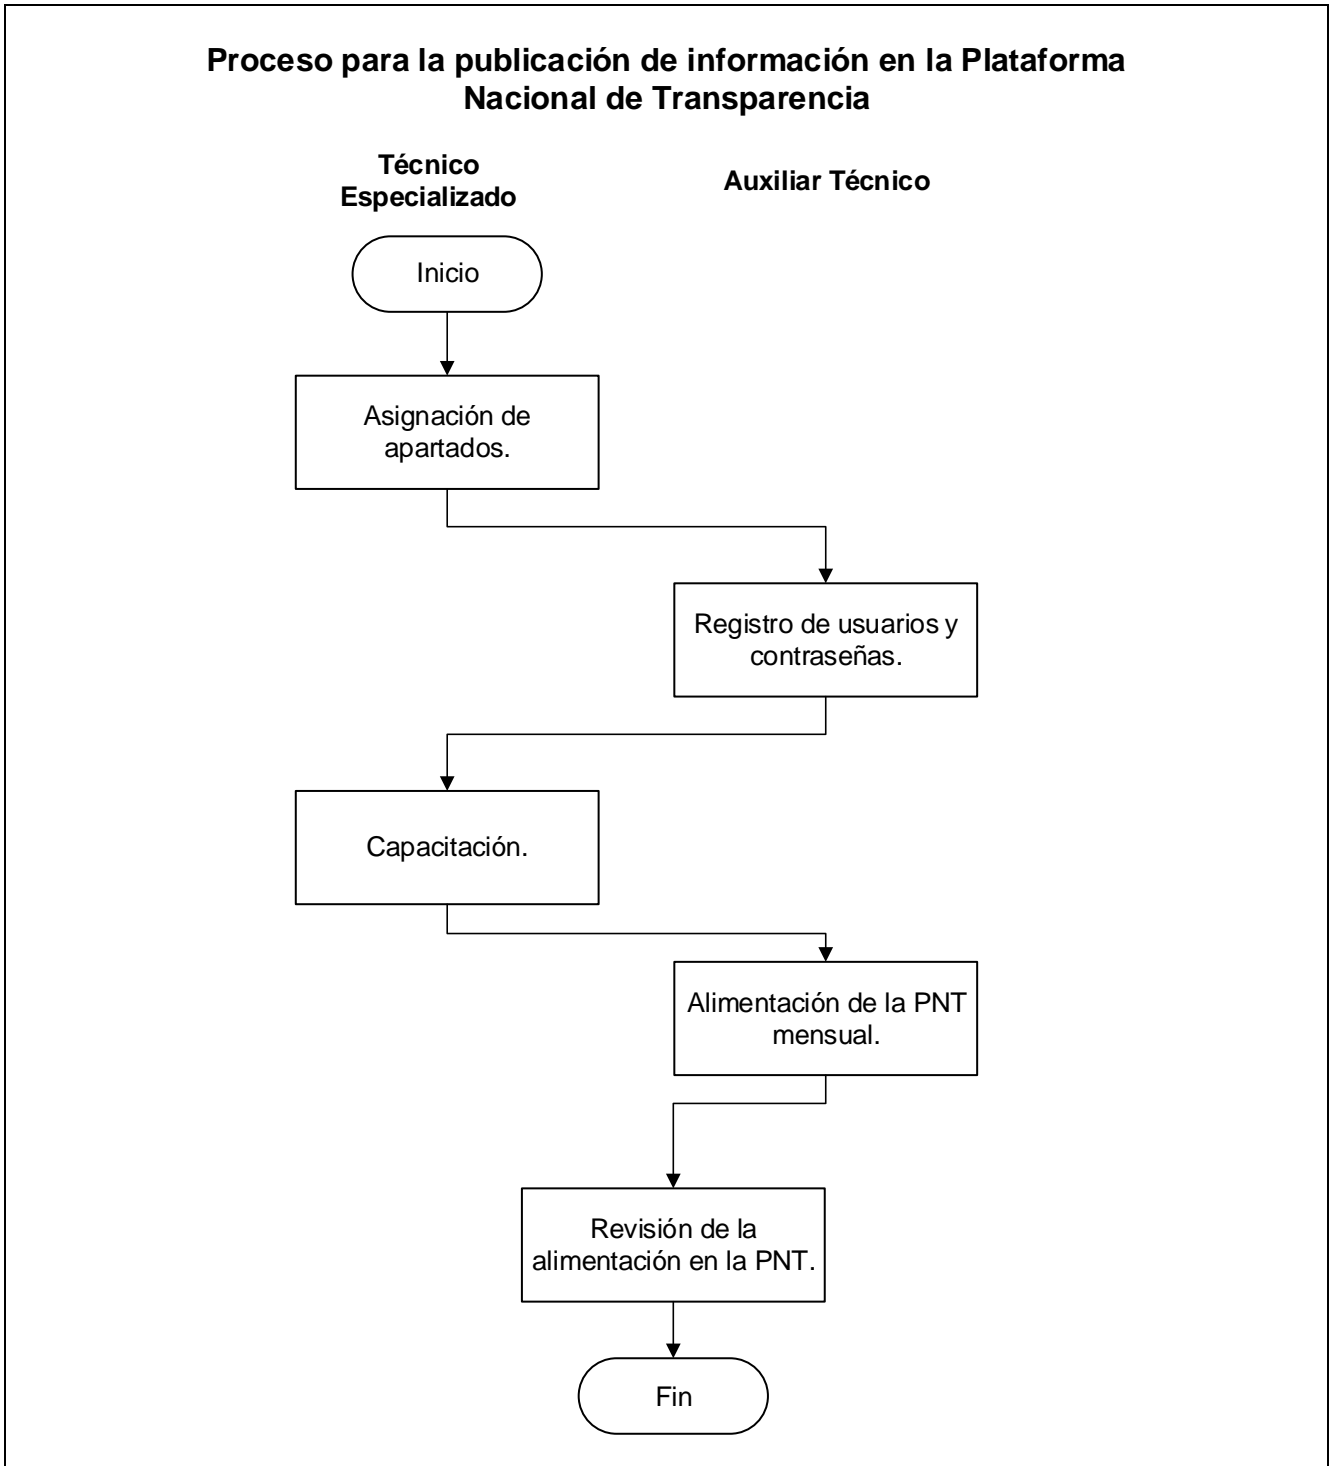 Proceso para la publicación de información en la Plataforma
Nacional de Transparencia
Técnico
Especializado
Auxiliar Técnico
Inicio
Asignación de
apartados.
Registro de usuarios y
contraseñas.
Capacitación.
Alimentación de la PNT
mensual.
Revisión de la
alimentación en la PNT.
Fin